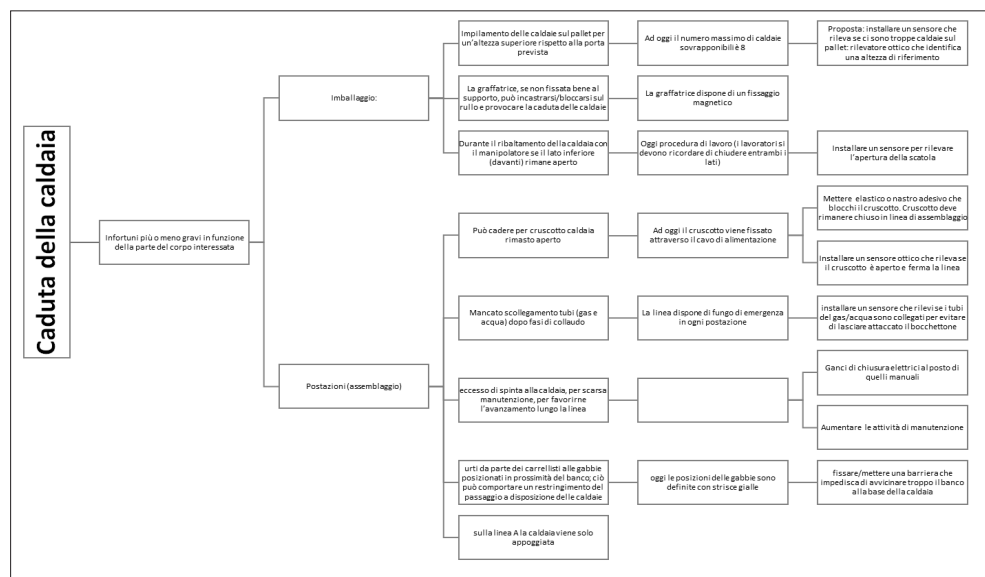 Caduta della caldaia
Infortuni più o meno gravi in funzione
della parte del corpo interessata
Imballaggio:
Impilamento delle caldaie sul pallet per
un'altezza superiore rispetto alla porta
prevista
Ad oggi il numero massimo di caldaie
sovrapponibili è 8
Proposta: installare un sensore che
rileva se ci sono troppe caldaie sul
pallet: rilevatore ottico che identifica
una altezza di riferimento
La graffatrice, se non fissata bene al
supporto, può incastrarsi/bloccarsi sul
rullo e provocare la caduta delle caldaie
La graffatrice dispone di un fissaggio
magnetico
Durante il ribaltamento della caldaia con
il manipolatore se il lato inferiore
(davanti) rimane aperto
Oggi procedura di lavoro (i lavoratori si
devono ricordare di chiudere entrambi i
lati)
Installare un sensore per rilevare
l'apertura della scatola
Postazioni (assemblaggio)
Può cadere per cruscotto caldaia
rimasto aperto
Ad oggi il cruscotto viene fissato
attraverso il cavo di alimentazione
Mettere elastico o nastro adesivo che
blocchi il cruscotto. Cruscotto deve
rimanere chiuso in linea di assemblaggio
Installare un sensore ottico che rileva se
il cruscotto è aperto e ferma la linea
Mancato scollegamento tubi (gas e
acqua) dopo fasi di collaudo
La linea dispone di fungo di emergenza
in ogni postazione
installare un sensore che rilevi se i tubi
del gas/acqua sono collegati per evitare
di lasciare attaccato il bocchettone
eccesso di spinta alla caldaia, per scarsa
manutenzione, per favorirne
l'avanzamento lungo la linea
Ganci di chiusura elettrici al posto di
quelli manuali
Aumentare le attività di manutenzione
urti da parte dei carrellisti alle gabbie
posizionati in prossimità del banco; ciò
può comportare un restringimento del
passaggio a disposizione delle caldaie
oggi le posizioni delle gabbie sono
definite con strisce gialle
fissare/mettere una barriera che
impedisca di avvicinare troppo il banco
alla base della caldaia
sulla linea A la caldaia viene solo
appoggiata